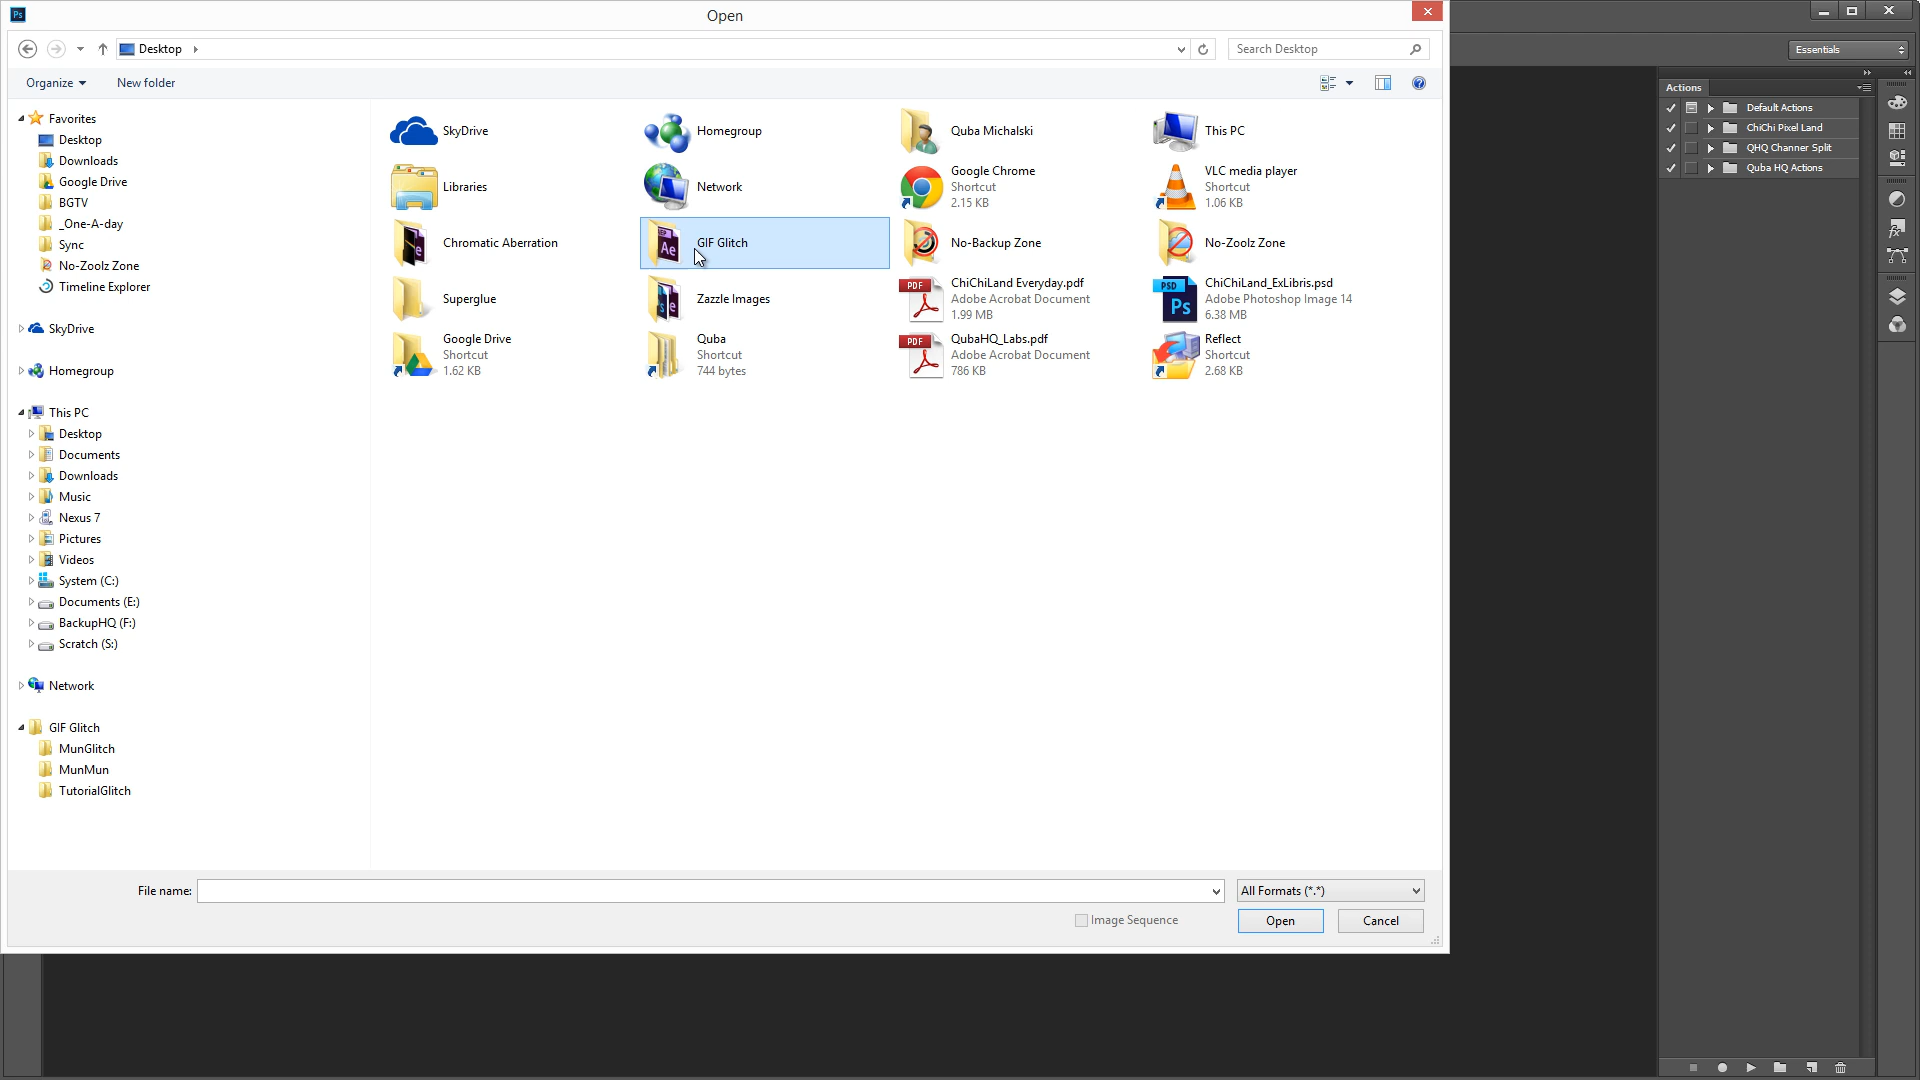 Ps
Open
Desktop
Search Desktop
Essentials
Organize
New folder
Actions
Default Actions
ChiChi Pixel Land
QHQ Channer Split
Quba HQ Actions
Favorites
Desktop
Downloads
Google Drive
BGTV
_One-A-day
Sync
No-Zoolz Zone
Timeline Explorer
SkyDrive
Homegroup
This PC
Desktop
Documents
Downloads
Music
Nexus 7
Pictures
Videos
System (C:)
Documents (E:)
BackupHQ (F:)
Scratch (S:)
Network
GIF Glitch
MunGlitch
MunMun
TutorialGlitch
SkyDrive
Homegroup
Quba Michalski
This PC
Libraries
Network
Google Chrome
Shortcut
2.15 KB
VLC media player
Shortcut
1.06 KB
Chromatic Aberration
Ae
GIF Glitch
No-Backup Zone
No-Zoolz Zone
Superglue
Zazzle Images
PDF
ChiChiLand Everyday.pdf
Adobe Acrobat Document
1.99 MB
PSD
Ps
ChiChiLand_ExLibris.psd
Adobe Photoshop Image 14
6.38 MB
Google Drive
Shortcut
1.62 KB
Quba
Shortcut
744 bytes
PDF
QubaHQ_Labs.pdf
Adobe Acrobat Document
786 KB
Reflect
Shortcut
2.68 KB
File name:
All Formats (*.*)
Image Sequence
Open
Cancel